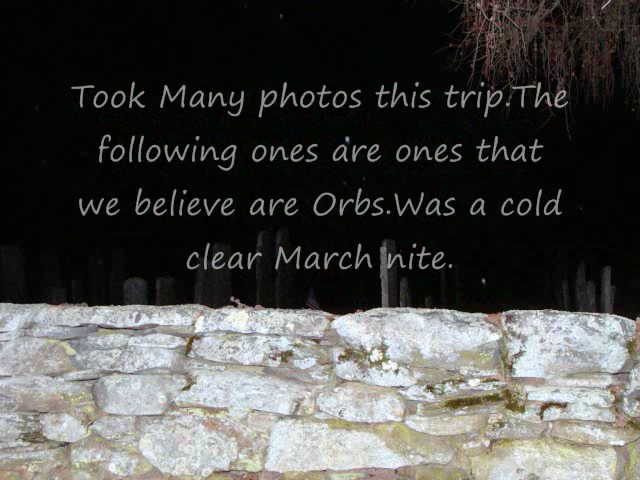 Took Many photos this trip.The
following ones are ones that
we believe are Orbs.Was a cold
clear March nite.